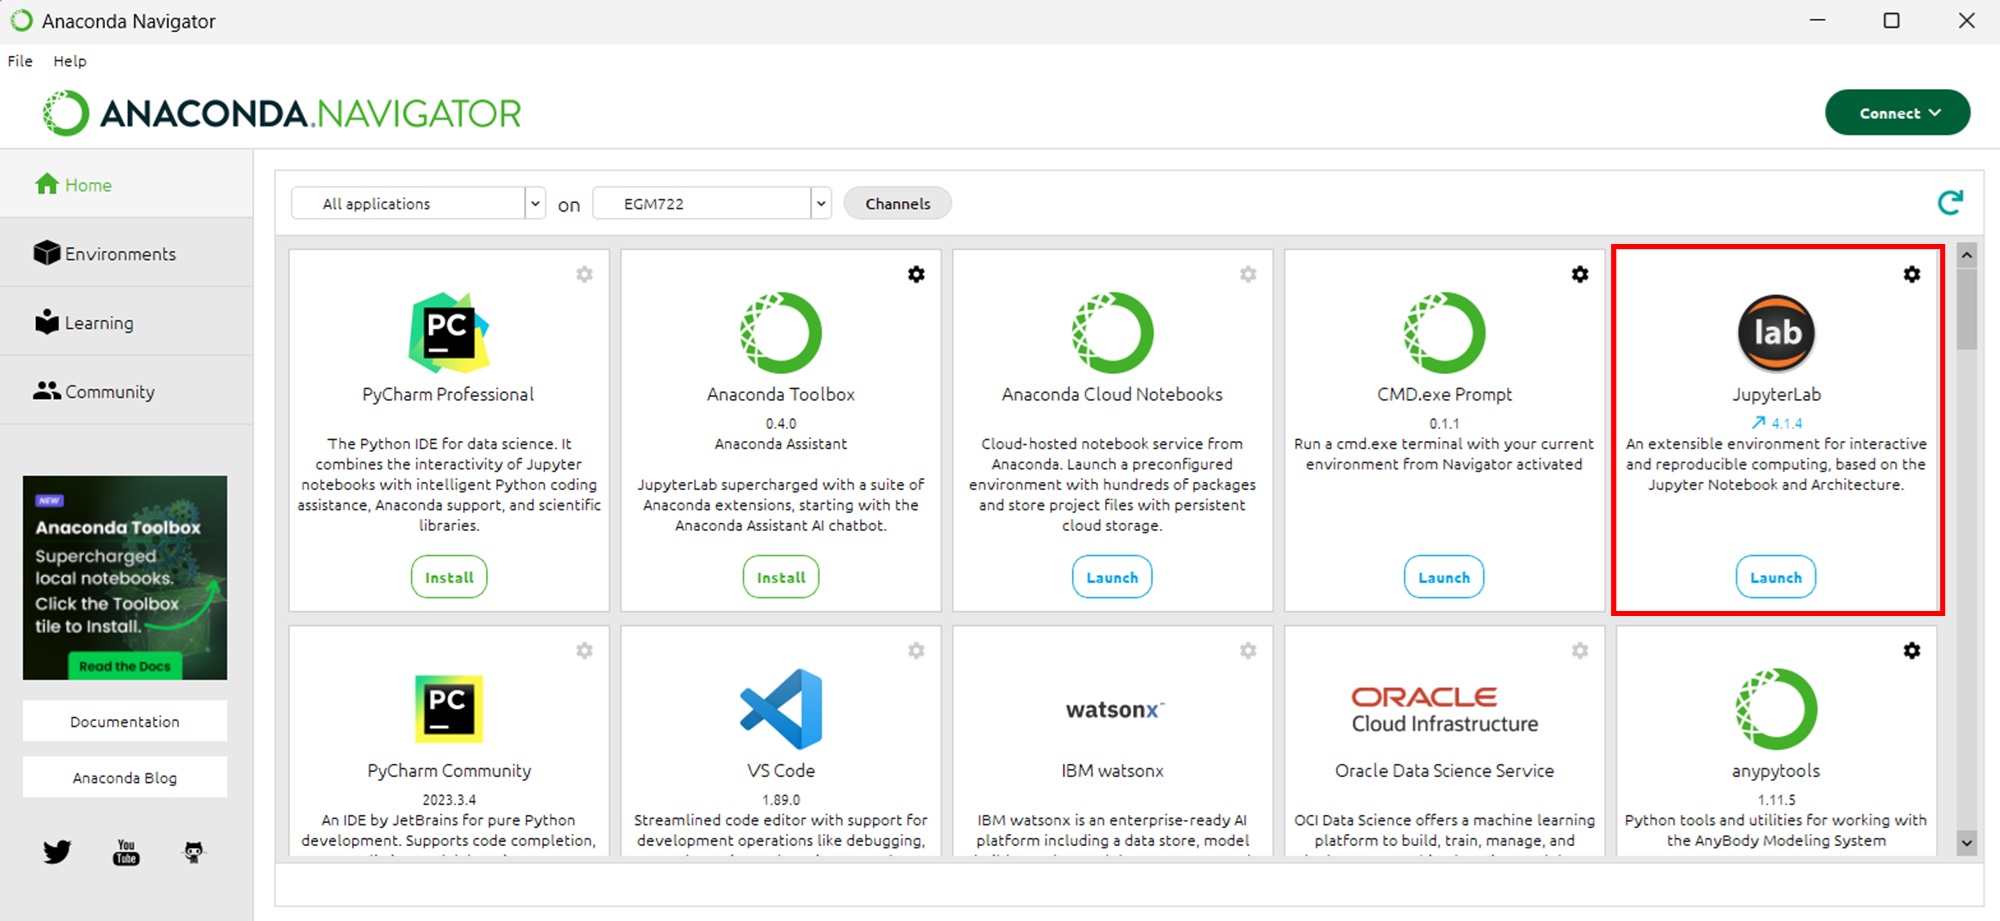 Anaconda Navigator
File Help
ANACONDA.NAVIGATOR
Connect
Home
Environments
Learning
Community
NEW
Anaconda Toolbox
Supercharged
local notebooks.
Click the Toolbox
tile to Install.
Read the Docs
Documentation
Anaconda Blog
You
Tube
All applications on EGM722 Channels
PC
PyCharm Professional
The Python IDE for data science. It
combines the interactivity of Jupyter
notebooks with intelligent Python coding
assistance, Anaconda support, and scientific
libraries.
Install
Anaconda Toolbox
0.4.0
Anaconda Assistant
JupyterLab supercharged with a suite of
Anaconda extensions, starting with the
Anaconda Assistant AI chatbot.
Install
Anaconda Cloud Notebooks
Cloud-hosted notebook service from
Anaconda. Launch a preconfigured
environment with hundreds of packages
and store project files with persistent
cloud storage.
Launch
CMD.exe Prompt
0.1.1
Run a cmd.exe terminal with your current
environment from Navigator activated
Launch
lab
JupyterLab
4.1.4
An extensible environment for interactive
and reproducible computing, based on the
Jupyter Notebook and Architecture.
Launch
PC
PyCharm Community
2023.3.4
An IDE by JetBrains for pure Python
development. Supports code completion,
VS Code
1.89.0
Streamlined code editor with support for
development operations like debugging,
watsonx
IBM watsonx
IBM watsonx is an enterprise-ready AI
platform including a data store, model
ORACLE
Cloud Infrastructure
Oracle Data Science Service
OCI Data Science offers a machine learning
platform to build, train, manage, and
anypytools
1.11.5
Python tools and utilities for working with
the AnyBody Modeling System